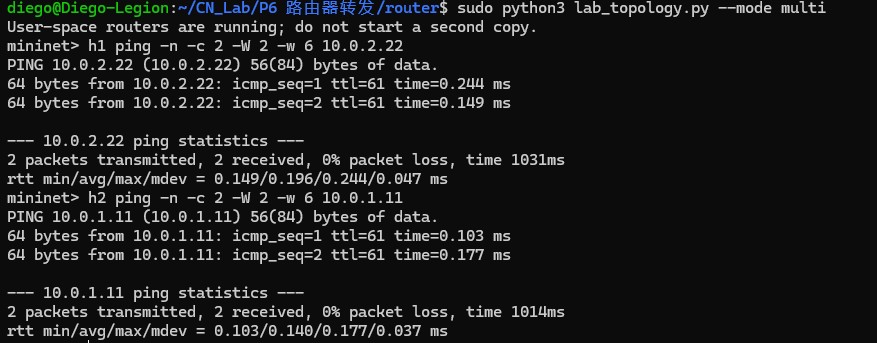 diego@Diego-Legion:~/CN_Lab/P6 路由器转发/router$ sudo python3 lab_topology.py --mode multi
User-space routers are running; do not start a second copy.
mininet> h1 ping -n -c 2 -W 2 -w 6 10.0.2.22
PING 10.0.2.22 (10.0.2.22) 56(84) bytes of data.
64 bytes from 10.0.2.22: icmp_seq=1 ttl=61 time=0.244 ms
64 bytes from 10.0.2.22: icmp_seq=2 ttl=61 time=0.149 ms

--- 10.0.2.22 ping statistics ---
2 packets transmitted, 2 received, 0% packet loss, time 1031ms
rtt min/avg/max/mdev = 0.149/0.196/0.244/0.047 ms
mininet> h2 ping -n -c 2 -W 2 -w 6 10.0.1.11
PING 10.0.1.11 (10.0.1.11) 56(84) bytes of data.
64 bytes from 10.0.1.11: icmp_seq=1 ttl=61 time=0.103 ms
64 bytes from 10.0.1.11: icmp_seq=2 ttl=61 time=0.177 ms

--- 10.0.1.11 ping statistics ---
2 packets transmitted, 2 received, 0% packet loss, time 1014ms
rtt min/avg/max/mdev = 0.103/0.140/0.177/0.037 ms